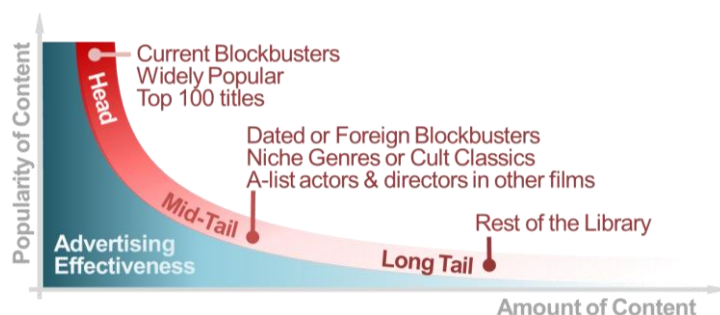 Popularity of Content
Head
Current Blockbusters
Widely Popular
Top 100 titles
Dated or Foreign Blockbusters
Niche Genres or Cult Classics
A-list actors & directors in other films
Mid-Tail
Rest of the Library
Long Tail
Advertising
Effectiveness
Amount of Content